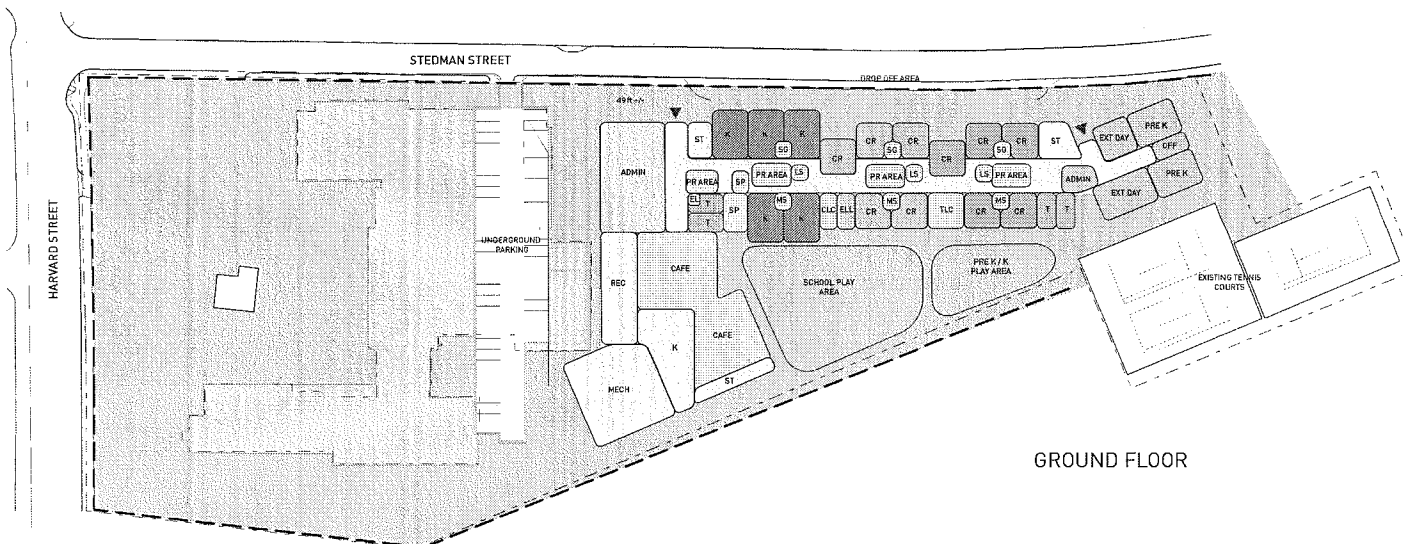 STEDMAN STREET
DROP OFF AREA
HARVARD STREET
49ft +/-
ST
K
K
K
SG
CR
CR
SG
CR
CR
CR
SG
CR
ST
EXT DAY
PRE K
OFF
ADMIN
PR AREA
SP
PR AREA
LS
PR AREA
LS
LS
PR AREA
ADMIN
EXT DAY
PRE K
EL
T
T
SP
K
MS
K
CLC
ELL
CR
MS
CR
TLC
CR
MS
CR
T
T
UNDERGROUND
PARKING
REC
CAFE
CAFE
K
MECH
ST
SCHOOL PLAY
AREA
PRE K / K
PLAY AREA
EXISTING TENNIS
COURTS
GROUND FLOOR